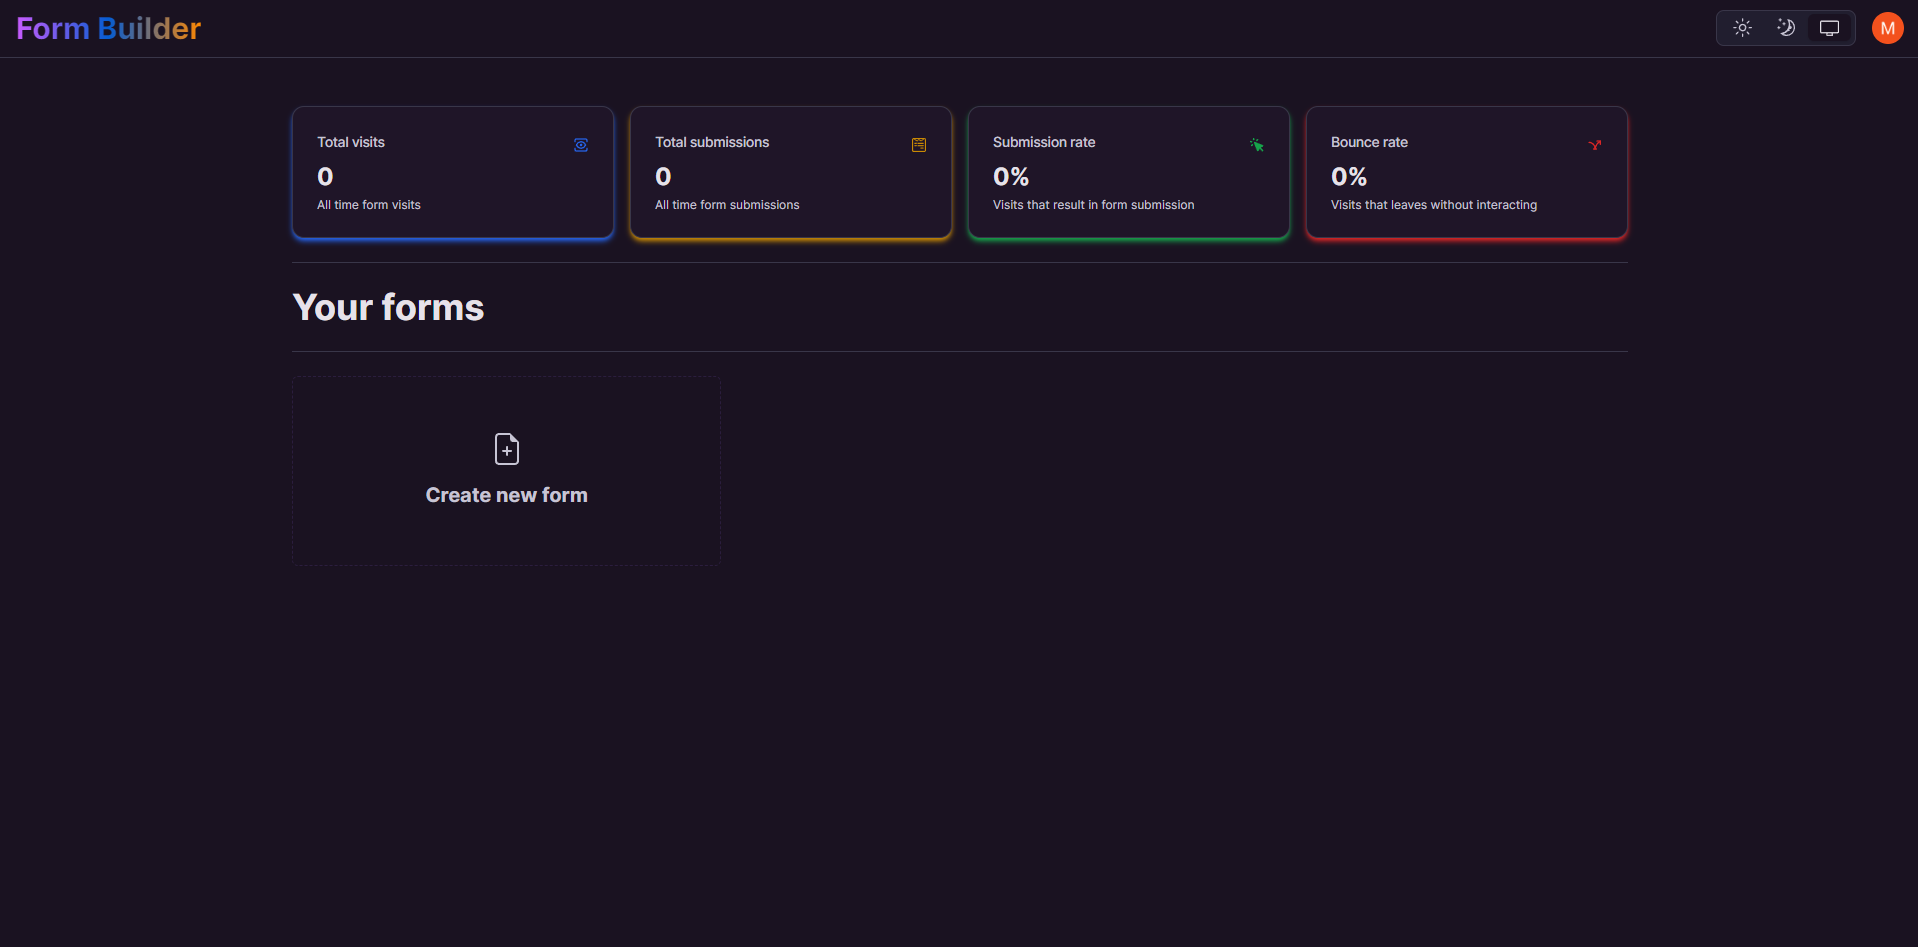 Form Builder
M
Total visits
0
All time form visits
Total submissions
0
All time form submissions
Submission rate
0%
Visits that result in form submission
Bounce rate
0%
Visits that leaves without interacting
Your forms
Create new form